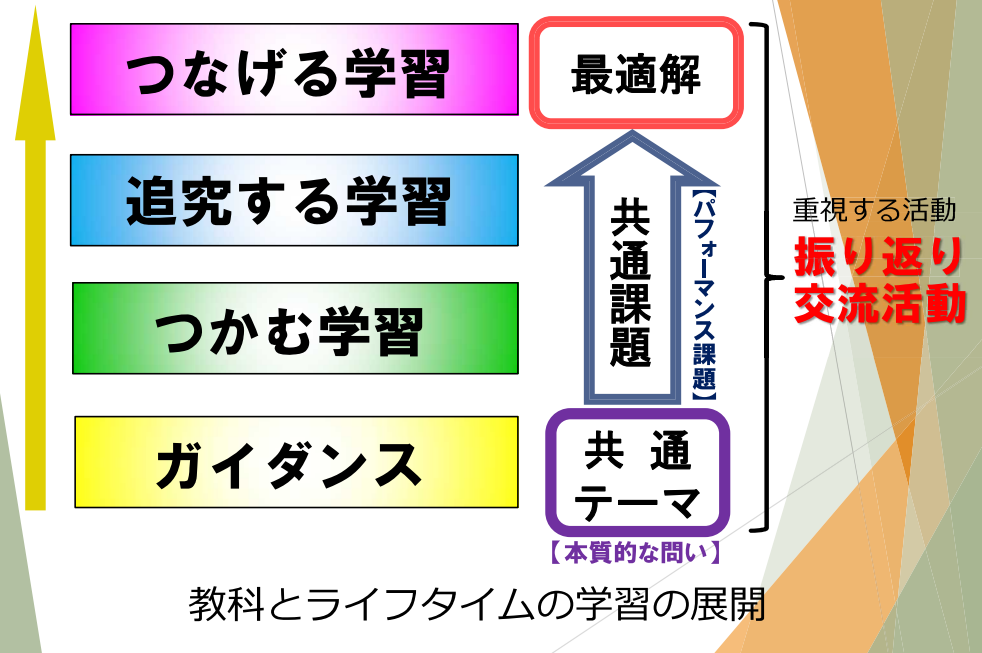 つなげる学習
最適解
追究する学習
共通課題
【パフォーマンス課題】
重視する活動
振り返り
交流活動
つかむ学習
ガイダンス
共通
テーマ
【本質的な問い】
教科とライフタイムの学習の展開